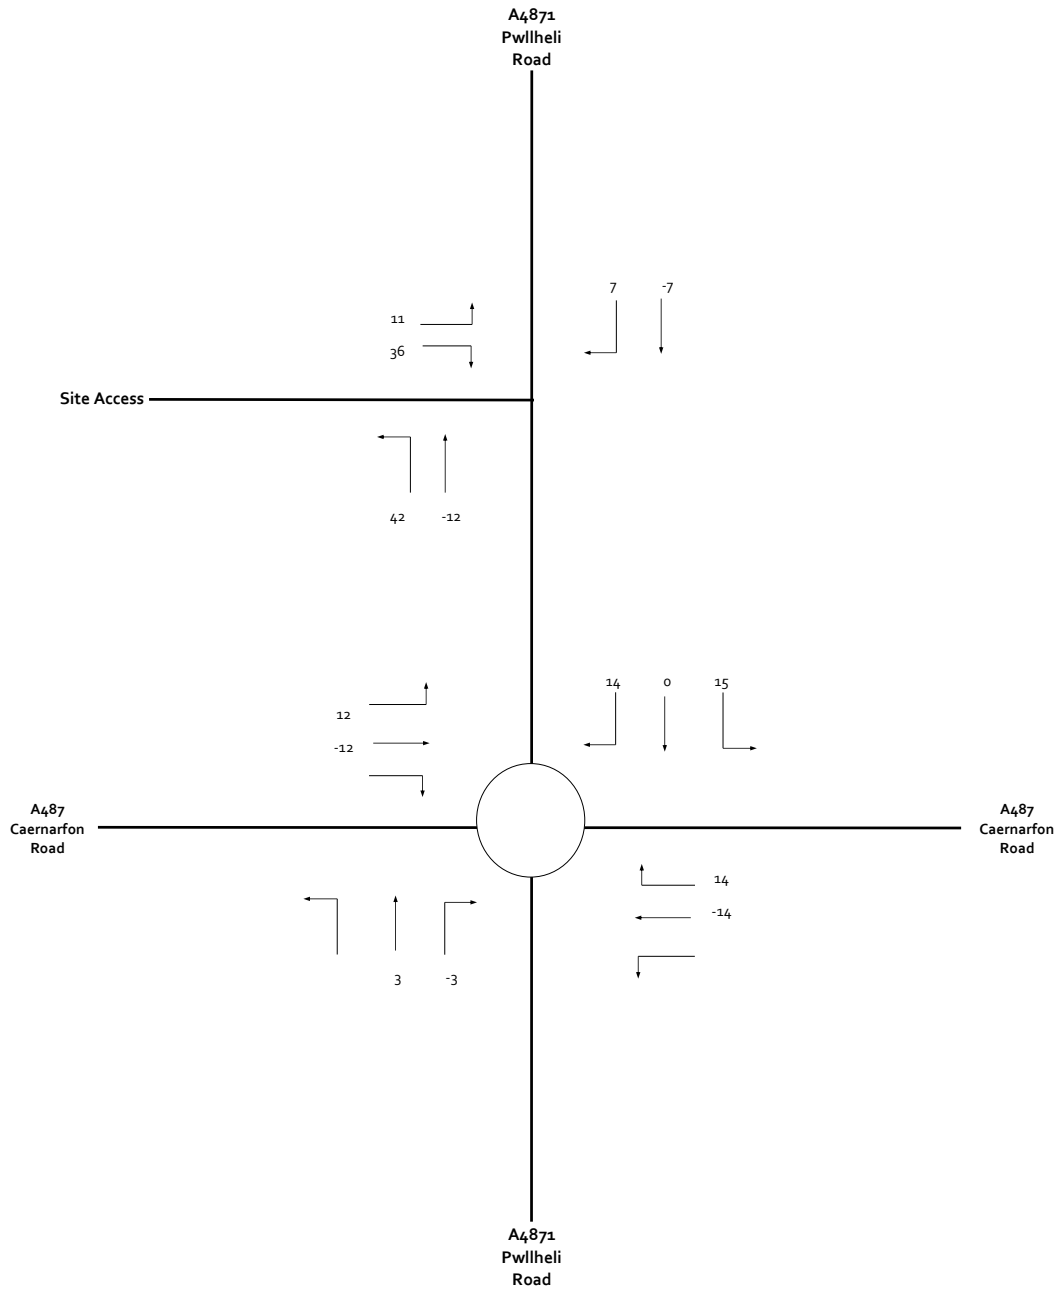 A4871
Pwllheli
Road
7 -7
11
36
Site Access
42 -12
14 0 15
12
-12
A487
Caernarfon
Road
A487
Caernarfon
Road
14
-14
3 -3
A4871
Pwllheli
Road